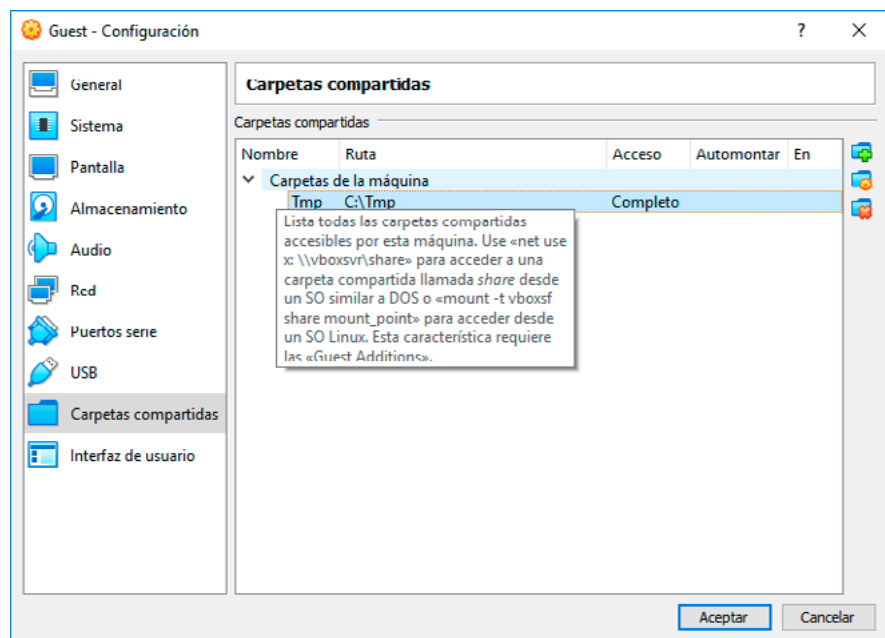 Guest - Configuración
?
General
Sistema
Pantalla
Almacenamiento
Audio
Red
Puertos serie
USB
Carpetas compartidas
Interfaz de usuario
Carpetas compartidas
Carpetas compartidas
Nombre Ruta Acceso Automontar En
Carpetas de la máquina
Tmp C:\Tmp Completo
Lista todas las carpetas compartidas
accesibles por esta máquina. Use «net use
x: \\vboxsvr\share» para acceder a una
carpeta compartida llamada share desde
un SO similar a DOS o «mount -t vboxsf
share mount_point» para acceder desde
un SO Linux. Esta característica requiere
las «Guest Additions».
Aceptar Cancelar